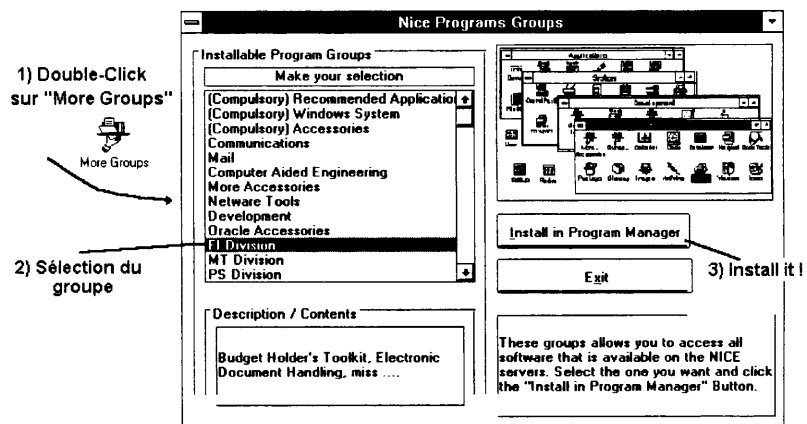 Nice Programs Groups
1) Double-Click
sur "More Groups"
More Groups
2) Sélection du
groupe
Installable Program Groups
Make your selection
(Compulsory) Recommended Application
(Compulsory) Windows System
(Compulsory) Accessories
Communications
Mail
Computer Aided Engineering
More Accessories
Netware Tools
Development
Oracle Accessories
FI Division
MT Division
PS Division
Description / Contents
Budget Holder's Toolkit, Electronic
Document Handling, miss ....
Applications
Install in Program Manager
3) Install it !
Exit
These groups allows you to access all
software that is available on the NICE
servers. Select the one you want and click
the "Install in Program Manager" Button.